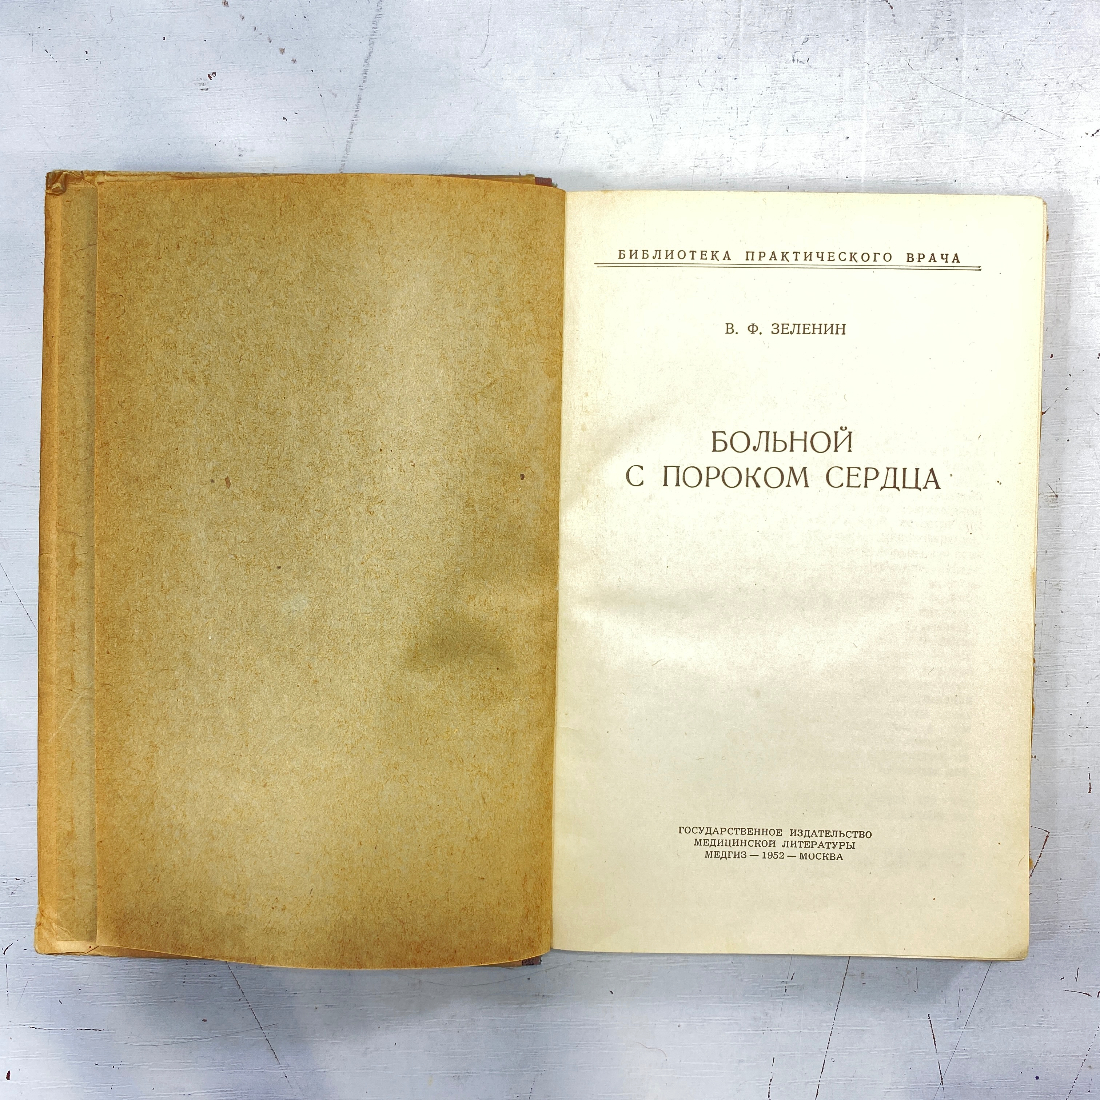 БИБЛИОТЕКА ПРАКТИЧЕСКОГО ВРАЧА
В. Ф. ЗЕЛЕНИН
БОЛЬНОЙ
С ПОРОКОМ СЕРДЦА
ГОСУДАРСТВЕННОЕ ИЗДАТЕЛЬСТВО
МЕДИЦИНСКОЙ ЛИТЕРАТУРЫ
МЕДГИЗ — 1952 — МОСКВА